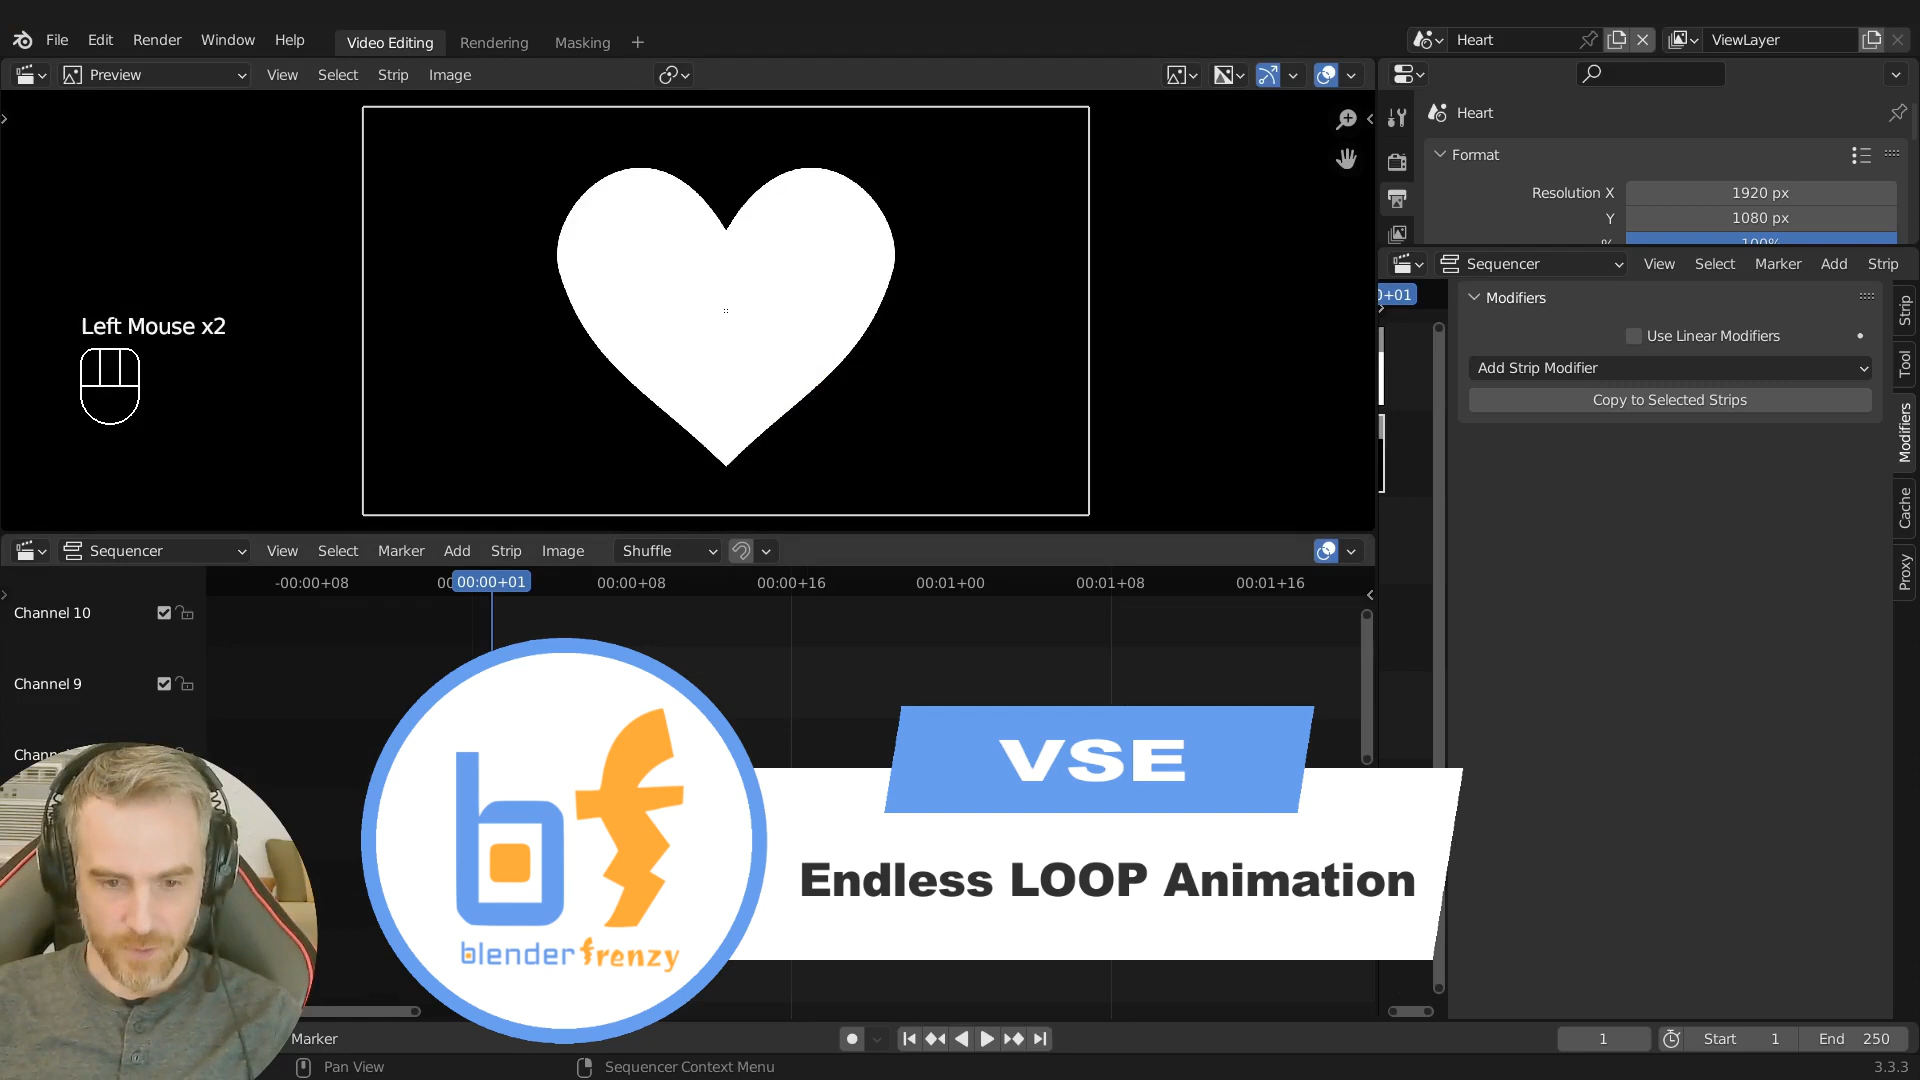 File Edit Render Window Help Video Editing Rendering Masking + Heart ViewLayer
Preview View Select Strip Image
Heart
Format
Resolution X 1920 px
Y 1080 px
% 100%
Sequencer View Select Marker Add Strip
0+01
Modifiers
Use Linear Modifiers
Add Strip Modifier
Copy to Selected Strips
Strip
Tool
Modifiers
Cache
Proxy
Left Mouse x2
Sequencer View Select Marker Add Strip Image Shuffle
-00:00+08 00:00+01 00:00+08 00:00+16 00:01+00 00:01+08 00:01+16
Channel 10
Channel 9
VSE
Endless LOOP Animation
bf
blender frenzy
Marker 1 Start 1 End 250
Pan View Sequencer Context Menu 3.3.3